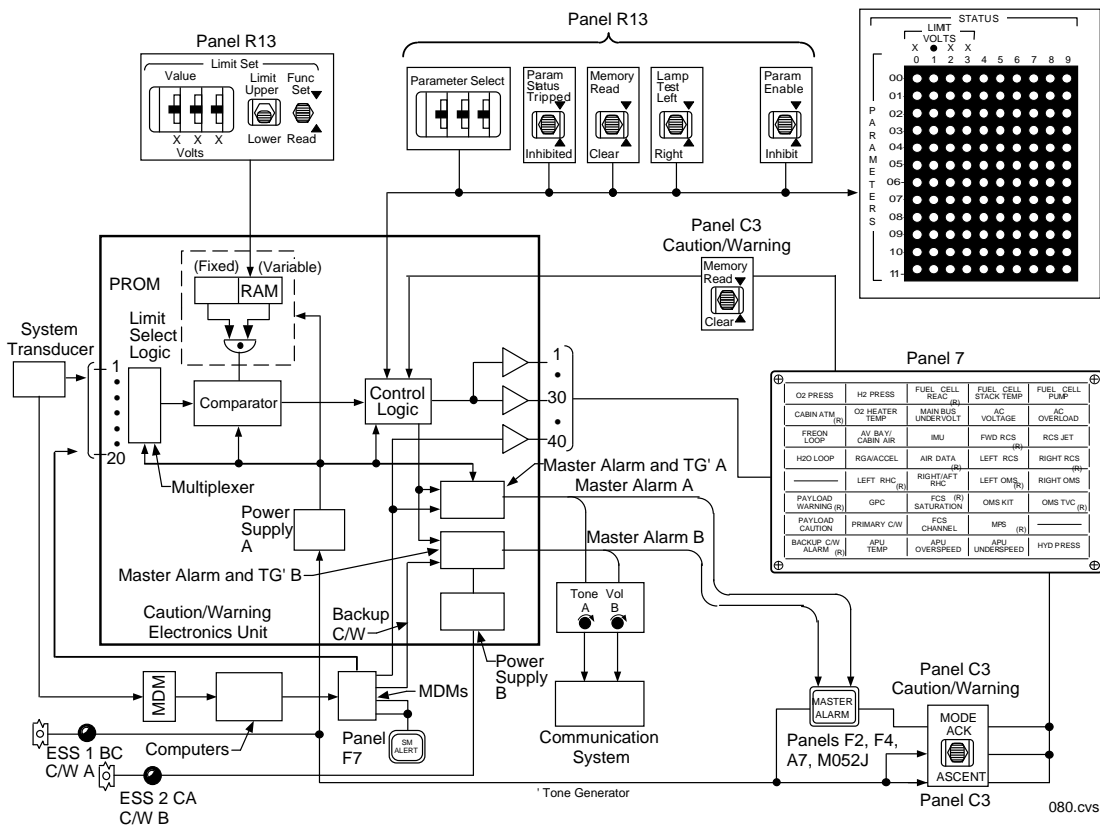 Panel R13
Limit Set
Value
Limit Upper
Func Set
Lower
Read
X X X
Volts
Panel R13
Parameter Select
Param Status Tripped
Inhibited
Memory Read
Clear
Lamp Test Left
Right
Param Enable
Inhibit
STATUS
LIMIT
VOLTS
X ● X X
0 1 2 3 4 5 6 7 8 9
PARAMETERS
00
01
02
03
04
05
06
07
08
09
10
11
Panel C3
Caution/Warning
Memory
Read
Clear
(Fixed) (Variable)
PROM
RAM
Limit
Select
Logic
System
Transducer
1
20
Comparator
Control
Logic
1
30
40
Multiplexer
Power
Supply
A
Master Alarm and TG' A
Master Alarm A
Master Alarm B
Master Alarm and TG' B
Caution/Warning
Electronics Unit
Backup
C/W
Tone A
Vol B
Power
Supply
B
MDM
Computers
MDMs
Panel
F7
SM ALERT
Communication
System
ESS 1 BC
C/W A
ESS 2 CA
C/W B
' Tone Generator
Panel 7
O2 PRESS
H2 PRESS
FUEL CELL REAC (R)
FUEL CELL STACK TEMP
FUEL CELL PUMP
CABIN ATM (R)
O2 HEATER TEMP
MAIN BUS UNDERVOLT
AC VOLTAGE
AC OVERLOAD
FREON LOOP
AV BAY/ CABIN AIR
IMU
FWD RCS (R)
RCS JET
H2O LOOP
RGA/ACCEL
AIR DATA (R)
LEFT RCS
RIGHT RCS (R)
LEFT RHC (R)
RIGHT/AFT RHC
LEFT OMS (R)
RIGHT OMS
PAYLOAD WARNING (R)
GPC
FCS (R) SATURATION
OMS KIT
OMS TVC (R)
PAYLOAD CAUTION
PRIMARY C/W
FCS CHANNEL
MPS (R)
BACKUP C/W ALARM (R)
APU TEMP
APU OVERSPEED
APU UNDERSPEED
HYD PRESS
MASTER ALARM
Panels F2, F4,
A7, M052J
Panel C3
Caution/Warning
MODE
ACK
ASCENT
Panel C3
080.cvs